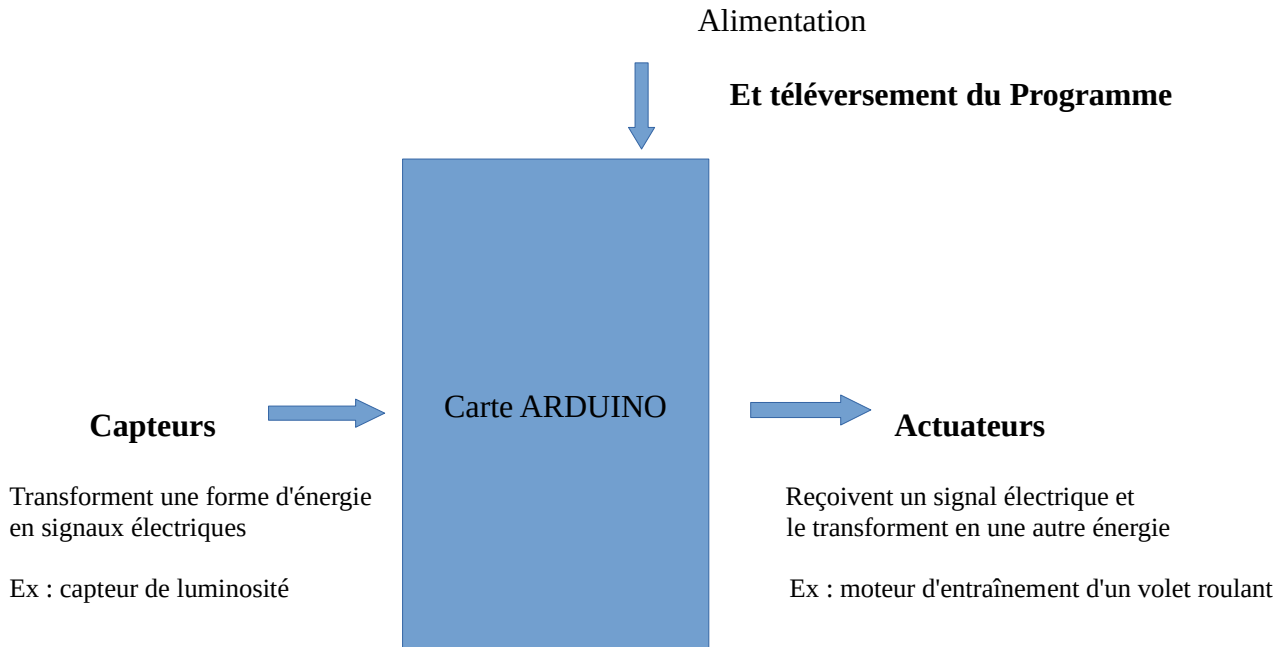 Alimentation
Et téléversement du Programme
Carte ARDUINO
Capteurs
Actuateurs
Transforment une forme d'énergie
en signaux électriques
Ex : capteur de luminosité
Reçoivent un signal électrique et
le transforment en une autre énergie
Ex : moteur d'entraînement d'un volet roulant